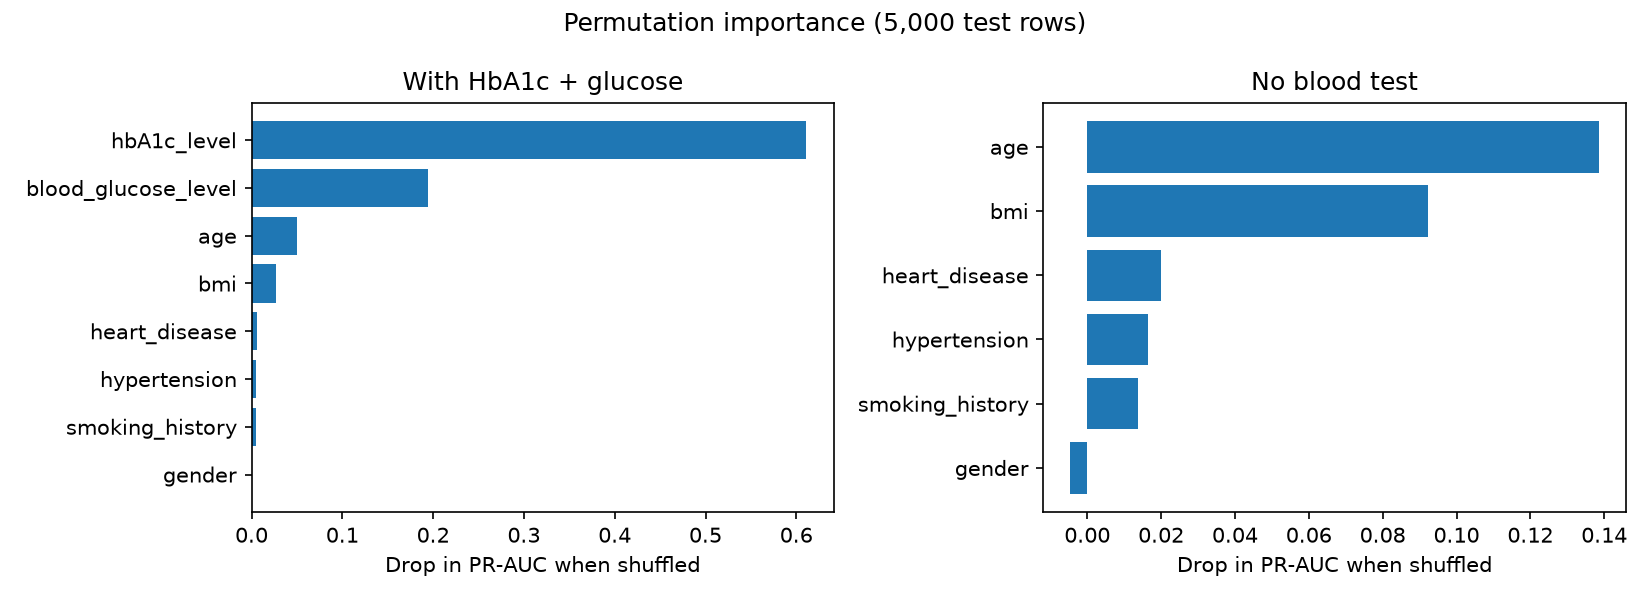 Permutation importance (5,000 test rows)
With HbA1c + glucose
hbA1c_level
blood_glucose_level
age
bmi
heart_disease
hypertension
smoking_history
gender
0.0 0.1 0.2 0.3 0.4 0.5 0.6
Drop in PR-AUC when shuffled
No blood test
age
bmi
heart_disease
hypertension
smoking_history
gender
0.00 0.02 0.04 0.06 0.08 0.10 0.12 0.14
Drop in PR-AUC when shuffled